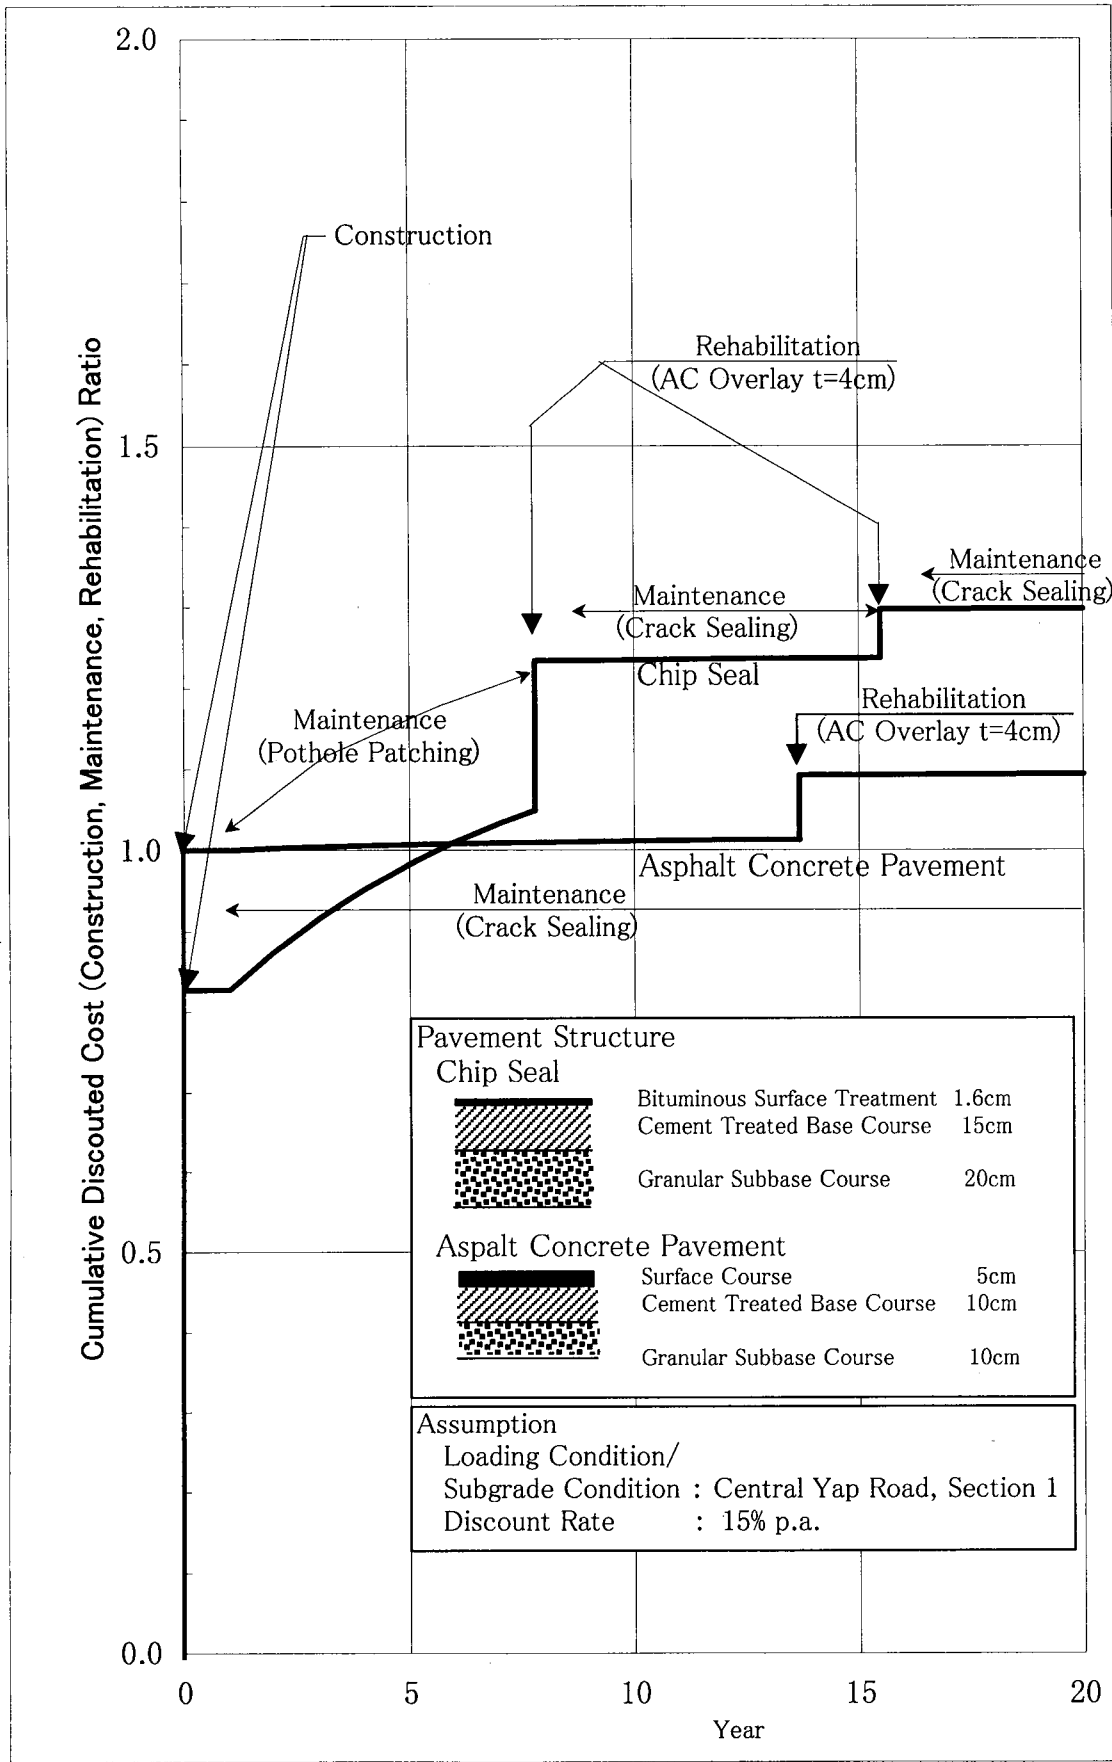 2.0
Construction
Rehabilitation
(AC Overlay t=4cm)
1.5
Maintenance
(Crack Sealing)
Maintenance
(Crack Sealing)
Chip Seal
Maintenance
(Pothole Patching)
Rehabilitation
(AC Overlay t=4cm)
1.0
Asphalt Concrete Pavement
Maintenance
(Crack Sealing)
Cumulative Discouted Cost (Construction, Maintenance, Rehabilitation) Ratio
Pavement Structure
Chip Seal
Bituminous Surface Treatment 1.6cm
Cement Treated Base Course 15cm
Granular Subbase Course 20cm
0.5
Aspalt Concrete Pavement
Surface Course 5cm
Cement Treated Base Course 10cm
Granular Subbase Course 10cm
Assumption
Loading Condition/
Subgrade Condition : Central Yap Road, Section 1
Discount Rate : 15% p.a.
0.0
0 5 10 15 20
Year